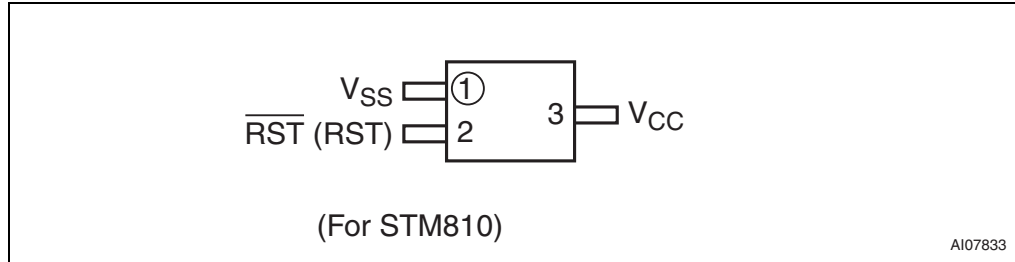 VSS 1
3 VCC
RST (RST) 2
(For STM810)
AI07833